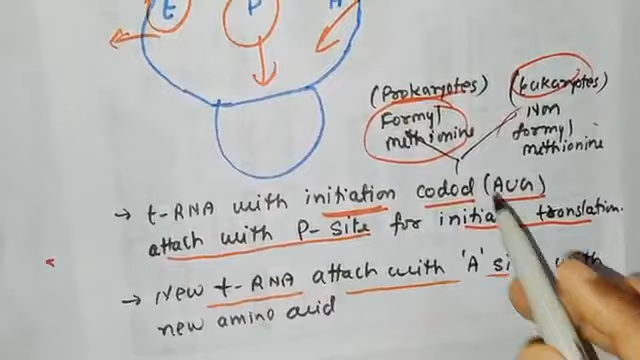 E P A
(Prokaryotes) (Eukaryotes)
Formyl Non
methionine formyl
methionine
→ t-RNA with initiation codod (AUG)
attach with P-site for initial translation.
→ New t-RNA attach with 'A' si with
new amino acid